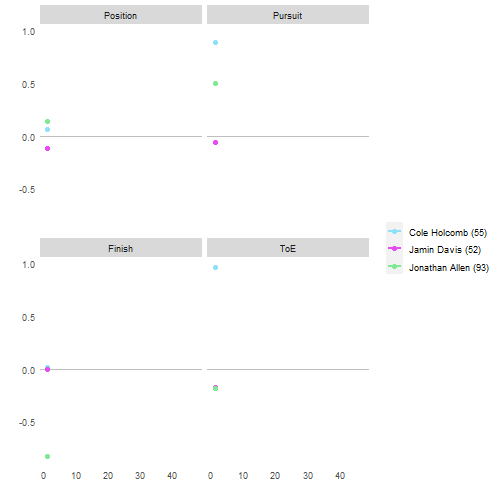 Position Pursuit
1.0
0.5
0.0
-0.5
Cole Holcomb (55)
Jamin Davis (52)
Jonathan Allen (93)
Finish ToE
1.0
0.5
0.0
-0.5
0 10 20 30 40 0 10 20 30 40